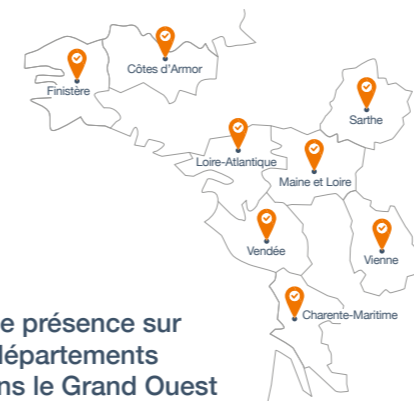 Côtes d'Armor
Finistère
Sarthe
Loire-Atlantique
Maine et Loire
Vendée
Vienne
Charente-Maritime
e présence sur
départements
ns le Grand Ouest